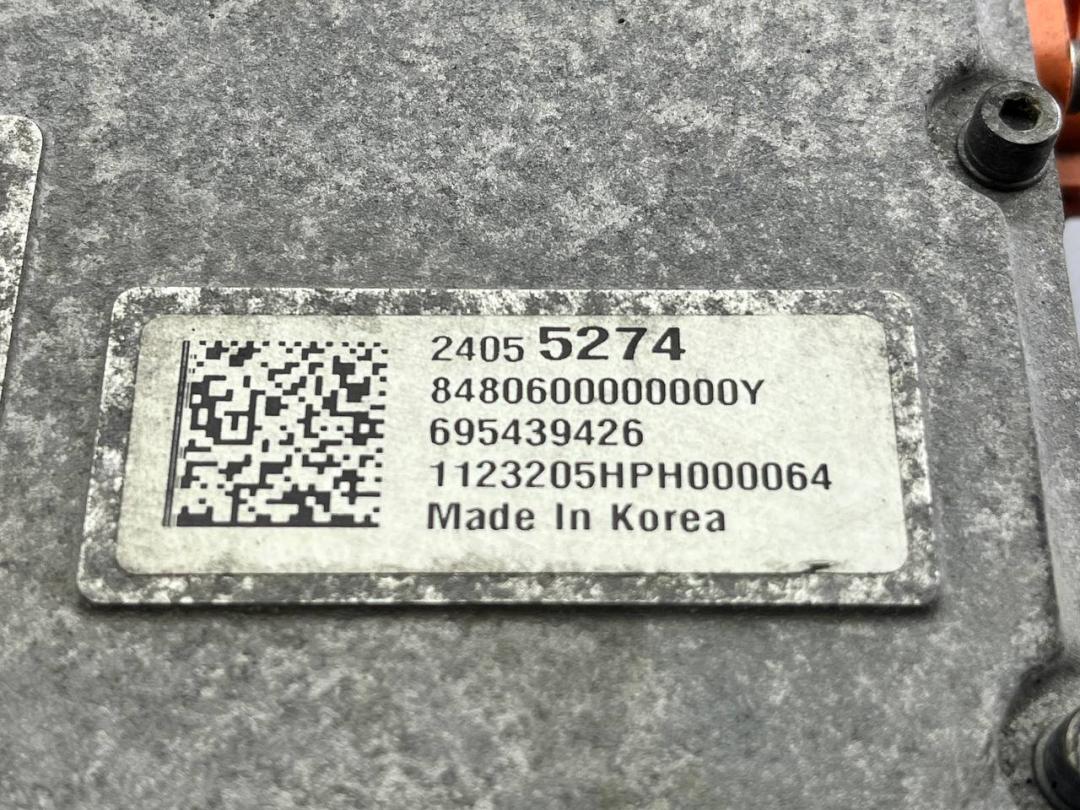 2405 5274
8480600000000Y
695439426
1123205HPH000064
Made In Korea